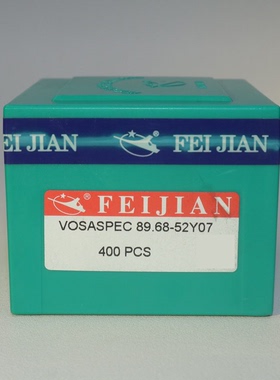 FEI JIAN
FEI JIAN
FEIJIAN
VOSASPEC 89.68-52Y07
400 PCS